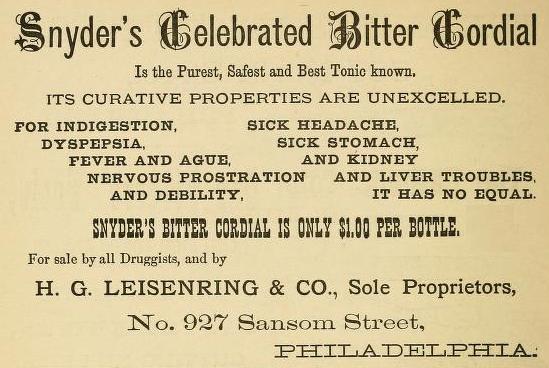 Snyder's Celebrated Bitter Cordial
Is the Purest, Safest and Best Tonic known.
ITS CURATIVE PROPERTIES ARE UNEXCELLED.
FOR INDIGESTION, SICK HEADACHE,
DYSPEPSIA, SICK STOMACH,
FEVER AND AGUE, AND KIDNEY
NERVOUS PROSTRATION AND LIVER TROUBLES,
AND DEBILITY, IT HAS NO EQUAL.
SNYDER'S BITTER CORDIAL IS ONLY $1.00 PER BOTTLE.
For sale by all Druggists, and by
H. G. LEISENRING & CO., Sole Proprietors,
No. 927 Sansom Street,
PHILADELPHIA.